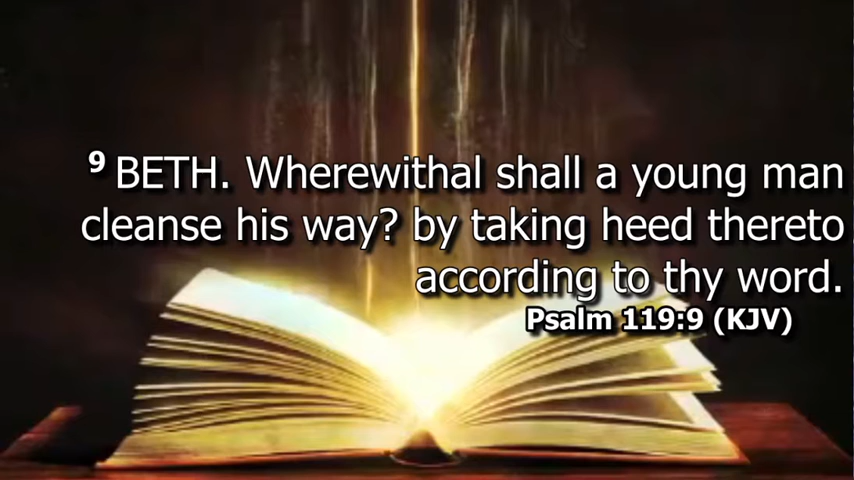 9 BETH. Wherewithal shall a young man
cleanse his way? by taking heed thereto
according to thy word.
Psalm 119:9 (KJV)